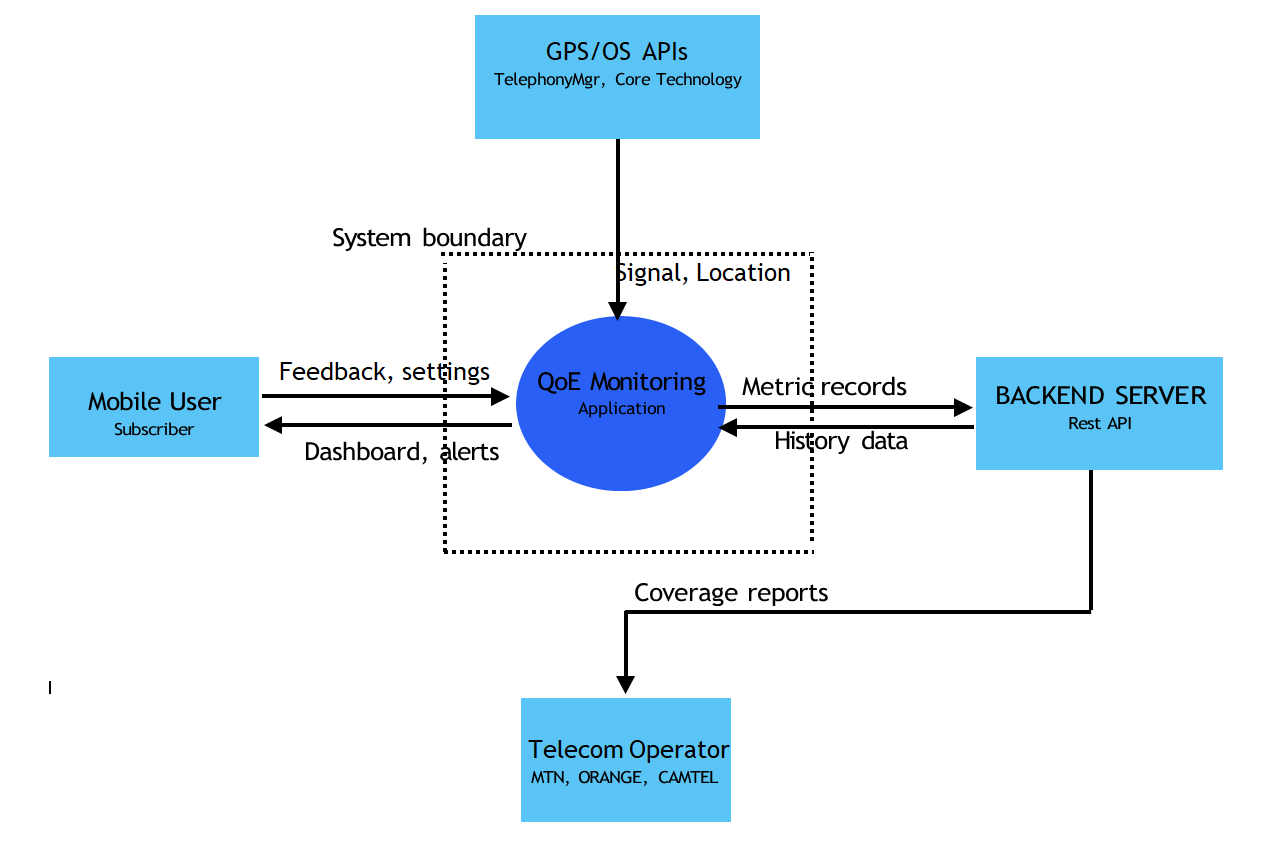 GPS/OS APIs
TelephonyMgr, Core Technology
System boundary
Signal, Location
Feedback, settings
QoE Monitoring
Application
Metric records
BACKEND SERVER
Rest API
Mobile User
Subscriber
History data
Dashboard, alerts
Coverage reports
Telecom Operator
MTN, ORANGE, CAMTEL